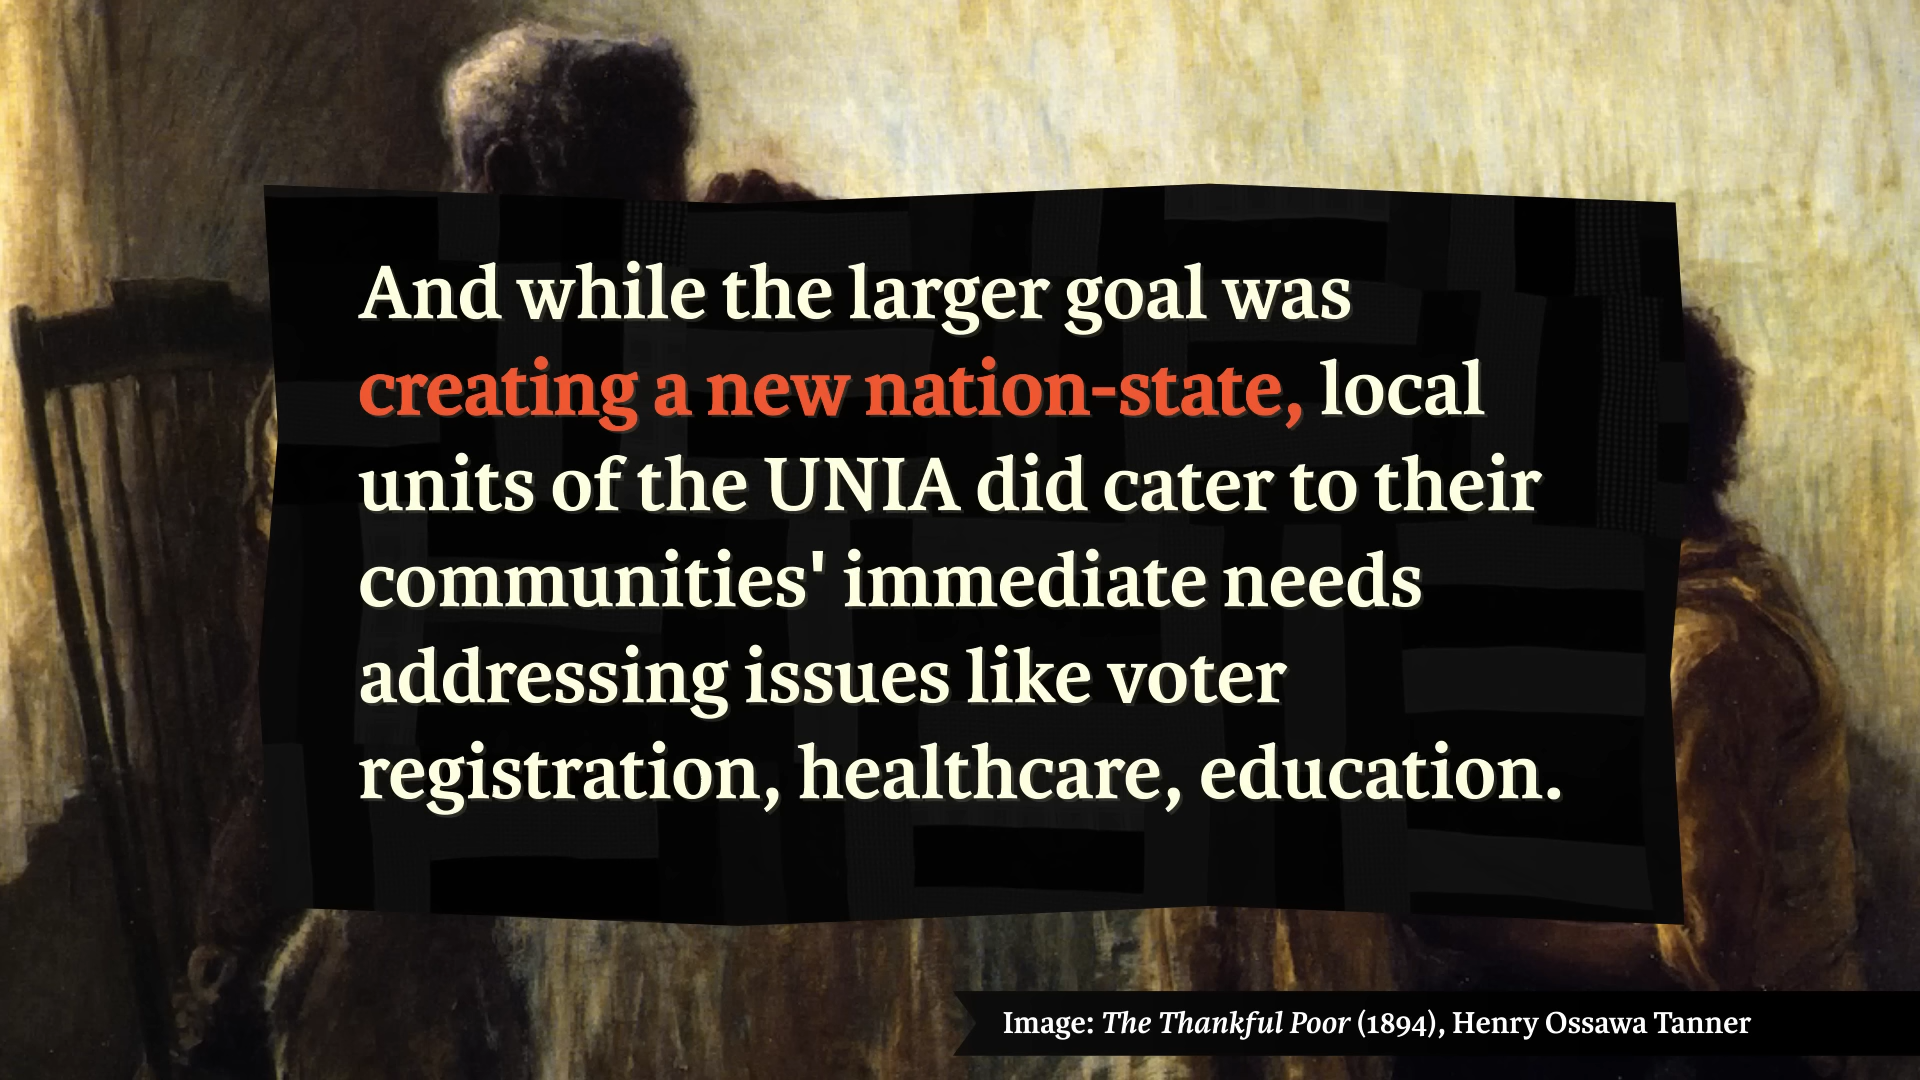 And while the larger goal was
creating a new nation-state, local
units of the UNIA did cater to their
communities' immediate needs
addressing issues like voter
registration, healthcare, education.
Image: The Thankful Poor (1894), Henry Ossawa Tanner